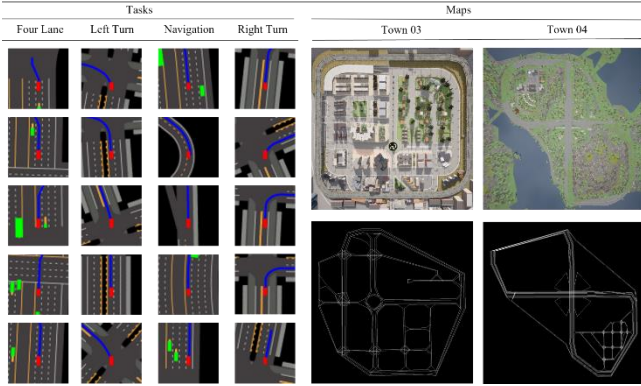 Tasks
Maps
Four Lane
Left Turn
Navigation
Right Turn
Town 03
Town 04